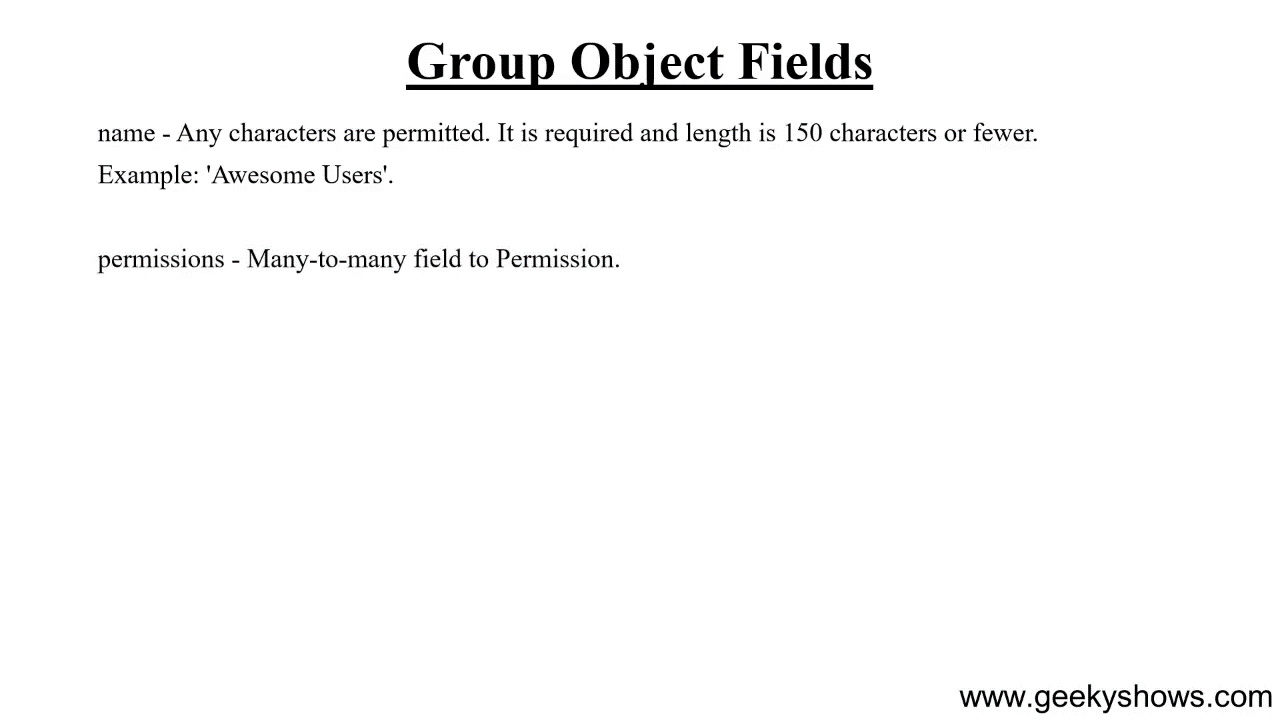 Group Object Fields
name - Any characters are permitted. It is required and length is 150 characters or fewer.
Example: 'Awesome Users'.
permissions - Many-to-many field to Permission.
www.geekyshows.com